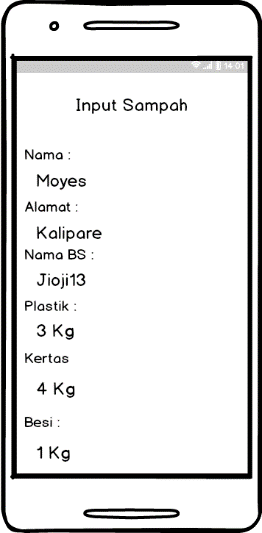 14:01
Input Sampah
Nama :
Moyes
Alamat :
Kalipare
Nama BS :
Jioji13
Plastik :
3 Kg
Kertas
4 Kg
Besi :
1 Kg